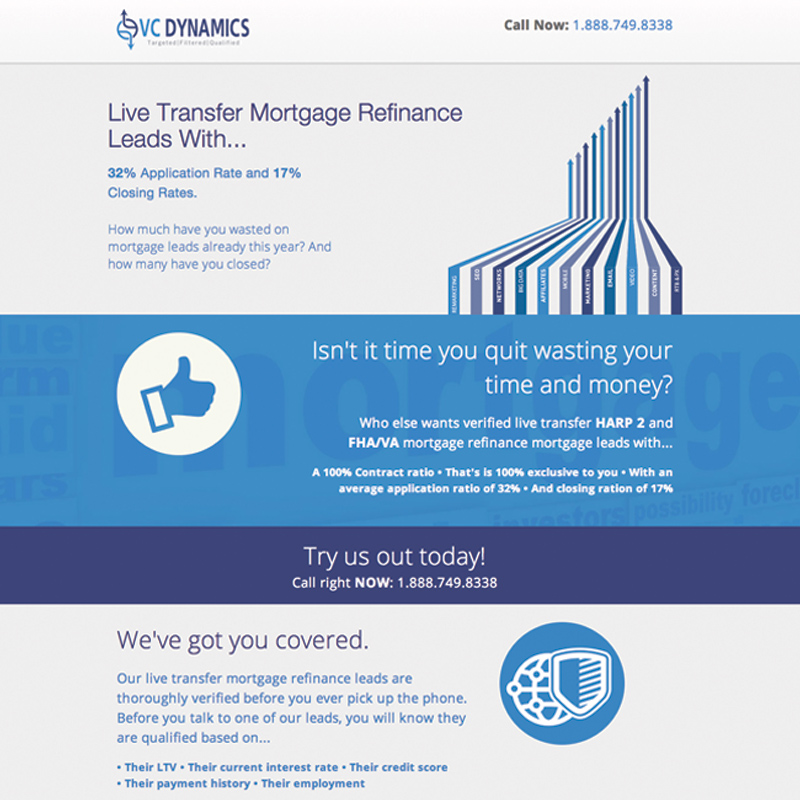 VC DYNAMICS
Targeted|Filtered|Qualified
Call Now: 1.888.749.8338
Live Transfer Mortgage Refinance
Leads With...
32% Application Rate and 17%
Closing Rates.
How much have you wasted on
mortgage leads already this year? And
how many have you closed?
REMARKETING
SEO
NETWORKS
BIG DATA
AFFILIATES
MOBILE
MARKETING
EMAIL
VIDEO
CONTENT
Isn't it time you quit wasting your
time and money?
Who else wants verified live transfer HARP 2 and
FHA/VA mortgage refinance mortgage leads with...
A 100% Contract ratio • That's is 100% exclusive to you • With an
average application ratio of 32% • And closing ration of 17%
mortgage
investors possibility forecl
Try us out today!
Call right NOW: 1.888.749.8338
We've got you covered.
Our live transfer mortgage refinance leads are
thoroughly verified before you ever pick up the phone.
Before you talk to one of our leads, you will know they
are qualified based on...
• Their LTV • Their current interest rate • Their credit score
• Their payment history • Their employment